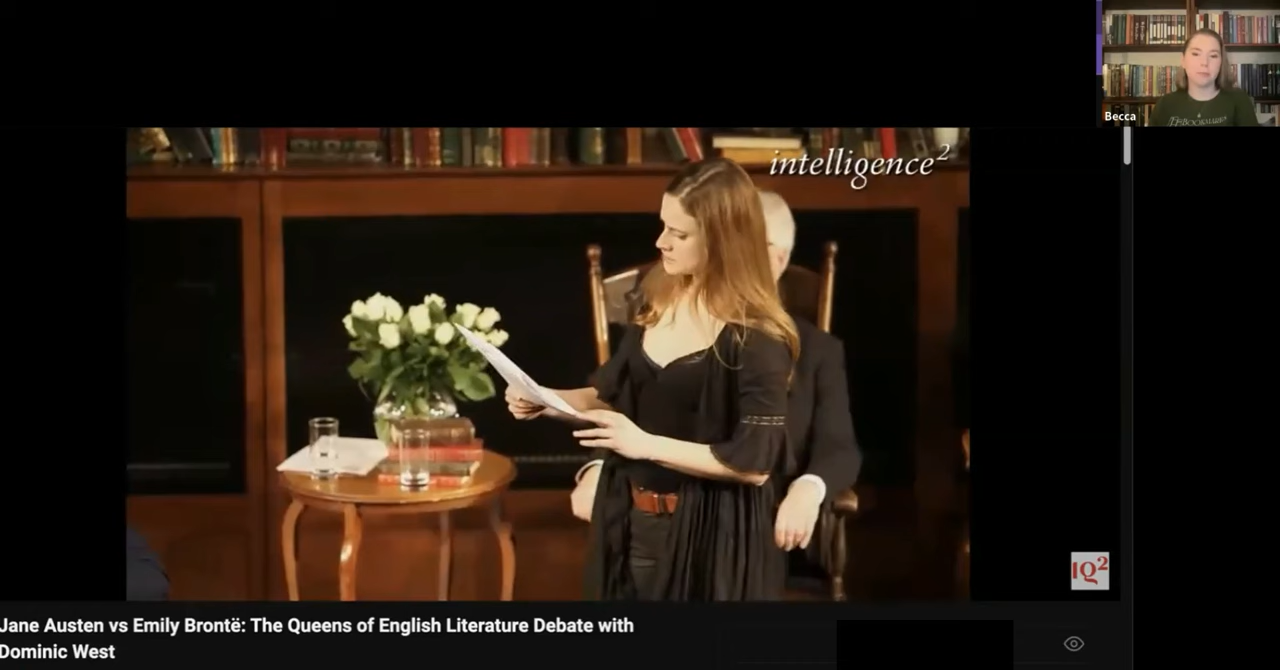 Becca
intelligence²
IQ²
Jane Austen vs Emily Brontë: The Queens of English Literature Debate with
Dominic West